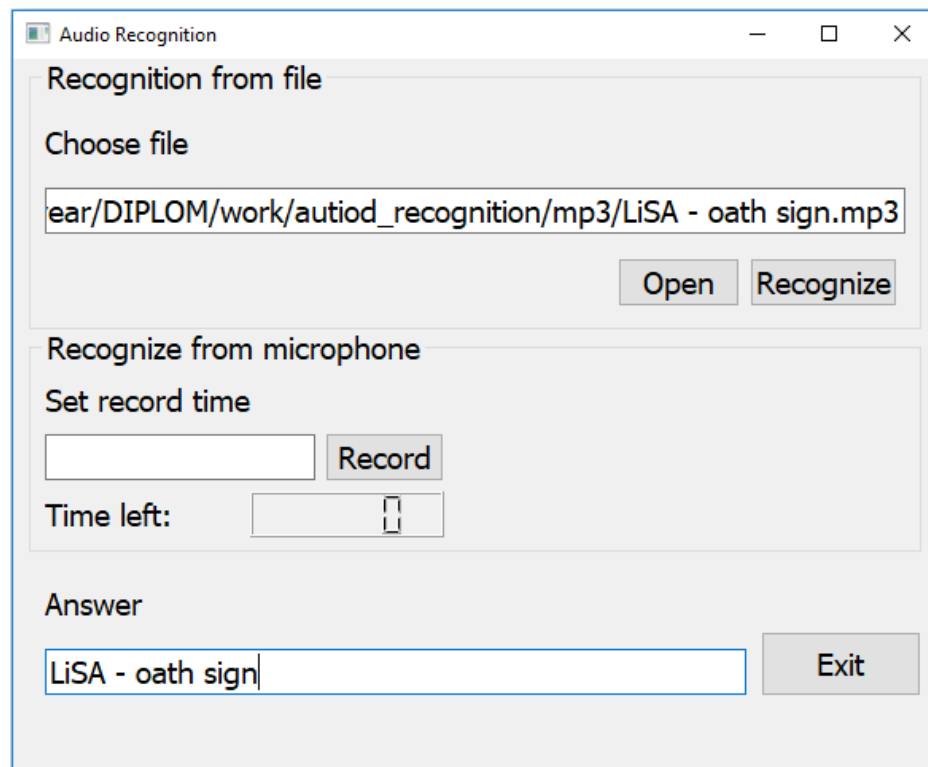 Audio Recognition
Recognition from file
Choose file
ear/DIPLOM/work/autiod_recognition/mp3/LiSA - oath sign.mp3
Open Recognize
Recognize from microphone
Set record time
Record
Time left: 0
Answer
LiSA - oath sign
Exit